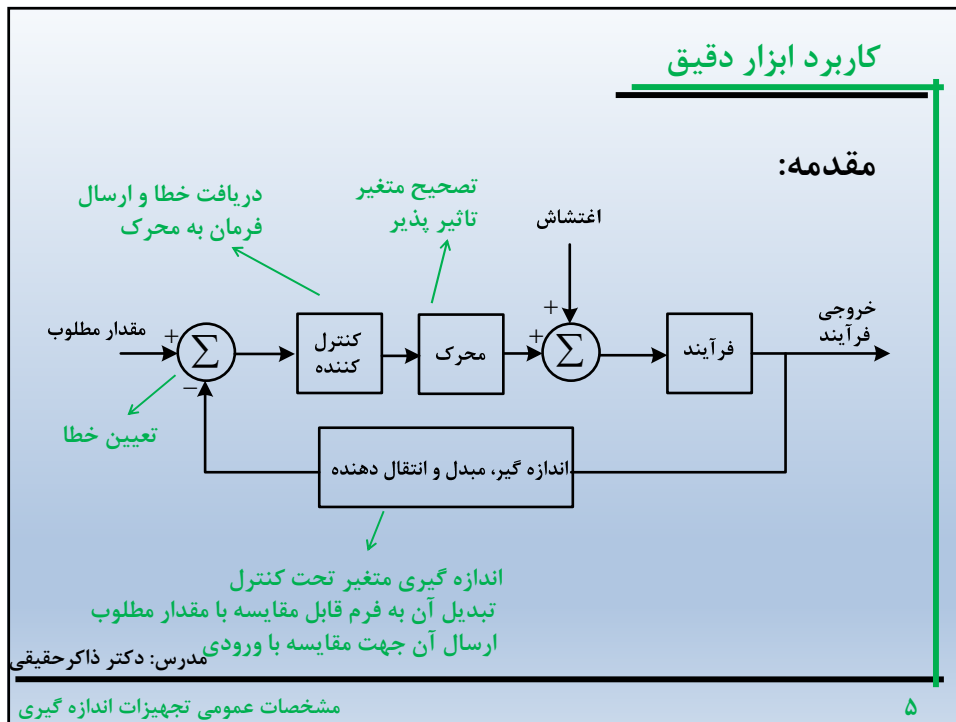 کاربرد ابزار دقیق
مقدمه:
دریافت خطا و ارسال
فرمان به محرک
تصحیح متغیر
تاثیر پذیر
اغتشاش
مقدار مطلوب
+
Σ
−
تعیین خطا
کنترل
کننده
محرک
+
+
Σ
فرآیند
خروجی
فرآیند
اندازه گیر، مبدل و انتقال دهنده
اندازه گیری متغیر تحت کنترل
تبدیل آن به فرم قابل مقایسه با مقدار مطلوب
ارسال آن جهت مقایسه با ورودی
مدرس: دکتر ذاکرحقیقی
مشخصات عمومی تجهیزات اندازه گیری
۵